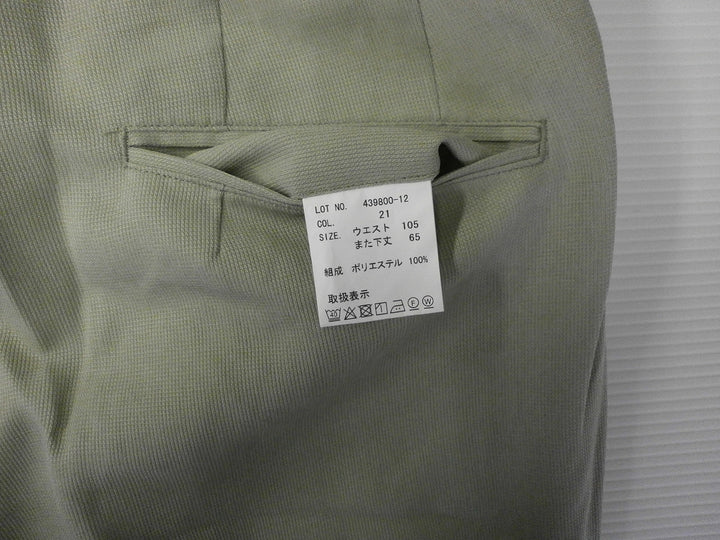 LOT NO. 439800-12
COL. 21
SIZE. ウエスト 105
また下丈 65
組成 ポリエステル 100%
取扱表示
40 F W